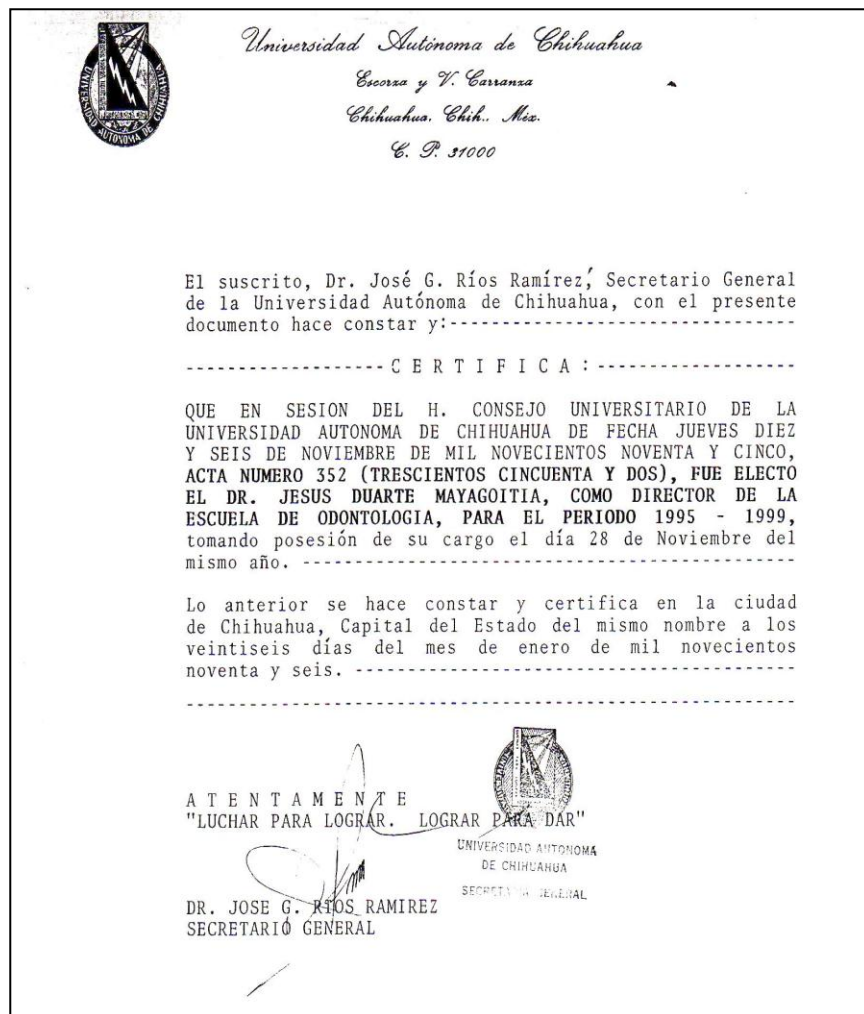 Universidad Autónoma de Chihuahua
Escorza y V. Carranza
Chihuahua. Chih.. Méx.
C. P. 31000
UNIVERSIDAD AUTONOMA DE CHIHUAHUA
El suscrito, Dr. José G. Ríos Ramírez, Secretario General
de la Universidad Autónoma de Chihuahua, con el presente
documento hace constar y:---------------------------------
-------------------C E R T I F I C A :-------------------
QUE EN SESION DEL H. CONSEJO UNIVERSITARIO DE LA
UNIVERSIDAD AUTONOMA DE CHIHUAHUA DE FECHA JUEVES DIEZ
Y SEIS DE NOVIEMBRE DE MIL NOVECIENTOS NOVENTA Y CINCO,
ACTA NUMERO 352 (TRESCIENTOS CINCUENTA Y DOS), FUE ELECTO
EL DR. JESUS DUARTE MAYAGOITIA, COMO DIRECTOR DE LA
ESCUELA DE ODONTOLOGIA, PARA EL PERIODO 1995 - 1999,
tomando posesión de su cargo el día 28 de Noviembre del
mismo año. -----------------------------------------------
Lo anterior se hace constar y certifica en la ciudad
de Chihuahua, Capital del Estado del mismo nombre a los
veintiseis días del mes de enero de mil novecientos
noventa y seis. ------------------------------------------
----------------------------------------------------------
A T E N T A M E N T E
"LUCHAR PARA LOGRAR. LOGRAR PARA DAR"
UNIVERSIDAD AUTONOMA
DE CHIHUAHUA
SECRETARIA GENERAL
DR. JOSE G. RIOS RAMIREZ
SECRETARIO GENERAL